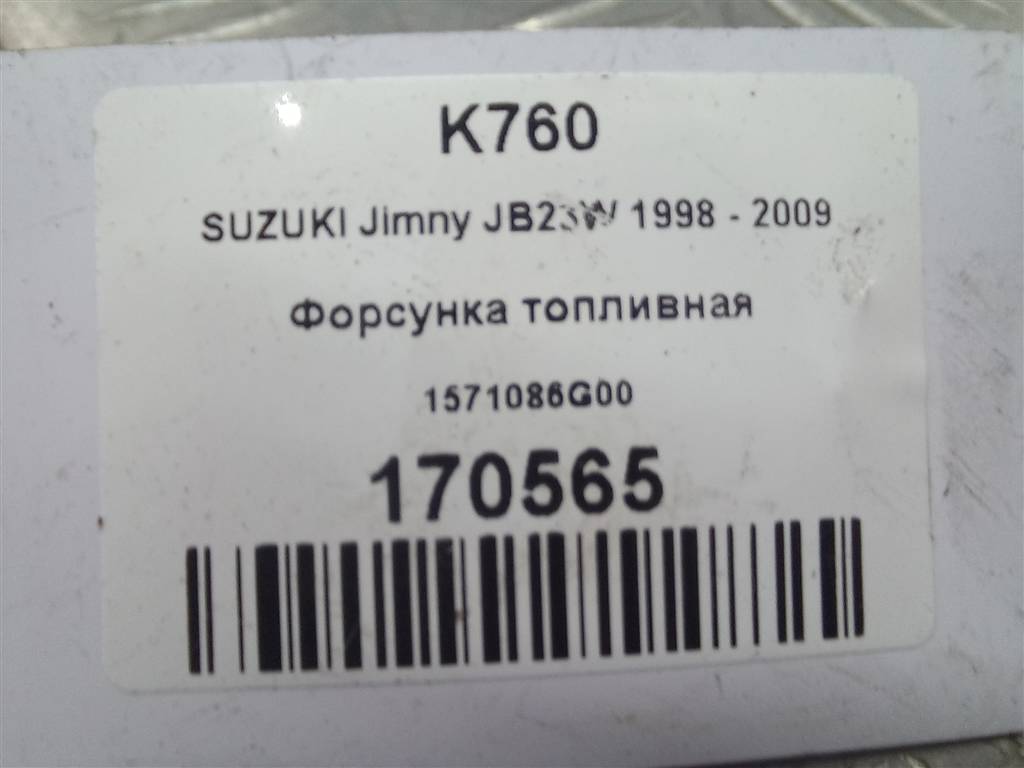 K760
SUZUKI Jimny JB23W 1998 - 2009
Форсунка топливная
1571086G00
170565